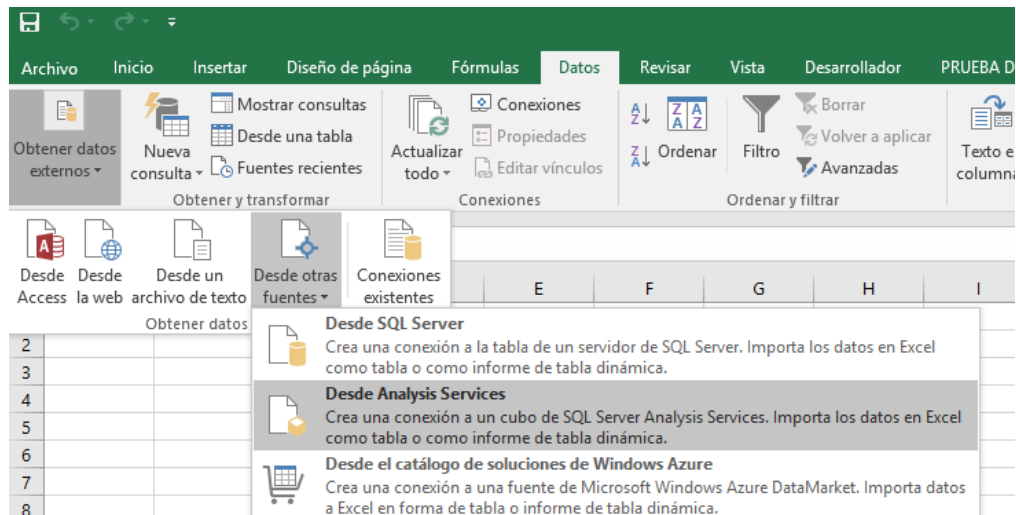 Archivo Inicio Insertar Diseño de página Fórmulas Datos Revisar Vista Desarrollador PRUEBA D
Obtener datos
externos
Nueva
consulta
Mostrar consultas
Desde una tabla
Fuentes recientes
Obtener y transformar
Actualizar
todo
Conexiones
Propiedades
Editar vínculos
Conexiones
Ordenar
Filtro
Borrar
Volver a aplicar
Avanzadas
Ordenar y filtrar
Texto e
column
Desde
Access
Desde
la web
Desde un
archivo de texto
Desde otras
fuentes
Conexiones
existentes
Obtener datos
E F G H I
2
3
4
5
6
7
8
Desde SQL Server
Crea una conexión a la tabla de un servidor de SQL Server. Importa los datos en Excel
como tabla o como informe de tabla dinámica.
Desde Analysis Services
Crea una conexión a un cubo de SQL Server Analysis Services. Importa los datos en Excel
como tabla o como informe de tabla dinámica.
Desde el catálogo de soluciones de Windows Azure
Crea una conexión a una fuente de Microsoft Windows Azure DataMarket. Importa datos
a Excel en forma de tabla o informe de tabla dinámica.